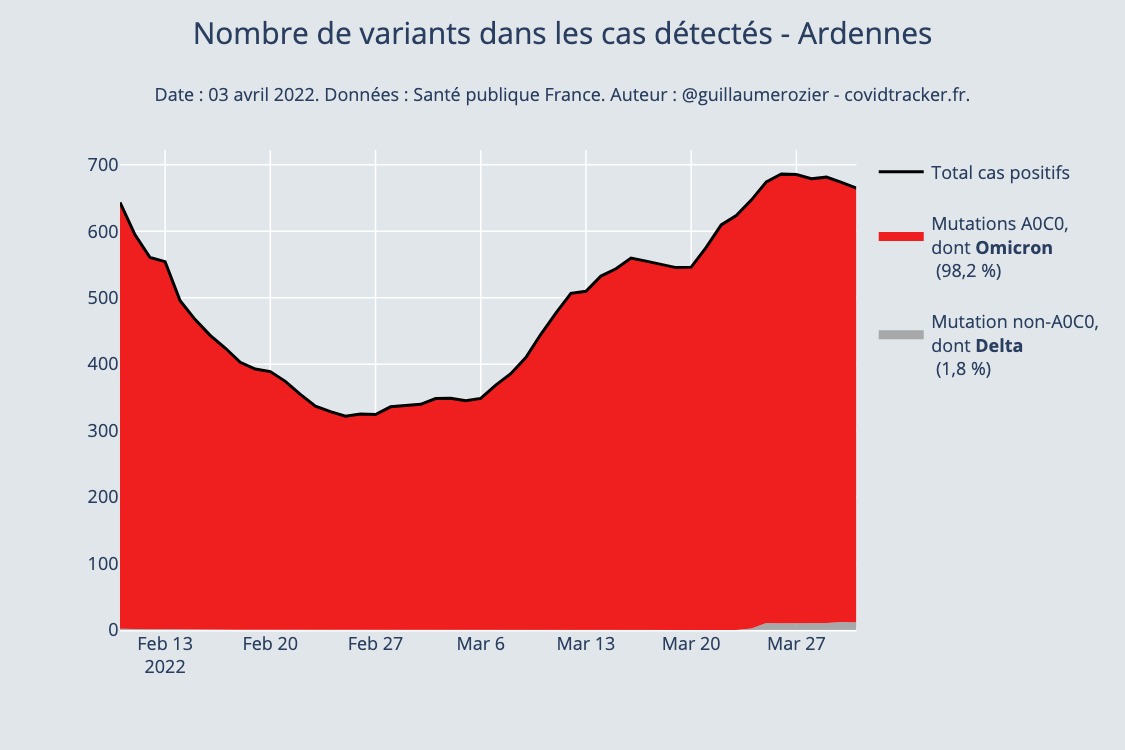 Nombre de variants dans les cas détectés - Ardennes
Date : 03 avril 2022. Données : Santé publique France. Auteur : @guillaumerozier - covidtracker.fr.
700
600
500
400
300
200
100
0
Feb 13
2022
Feb 20
Feb 27
Mar 6
Mar 13
Mar 20
Mar 27
Total cas positifs
Mutations A0C0,
dont Omicron
(98,2 %)
Mutation non-A0C0,
dont Delta
(1,8 %)